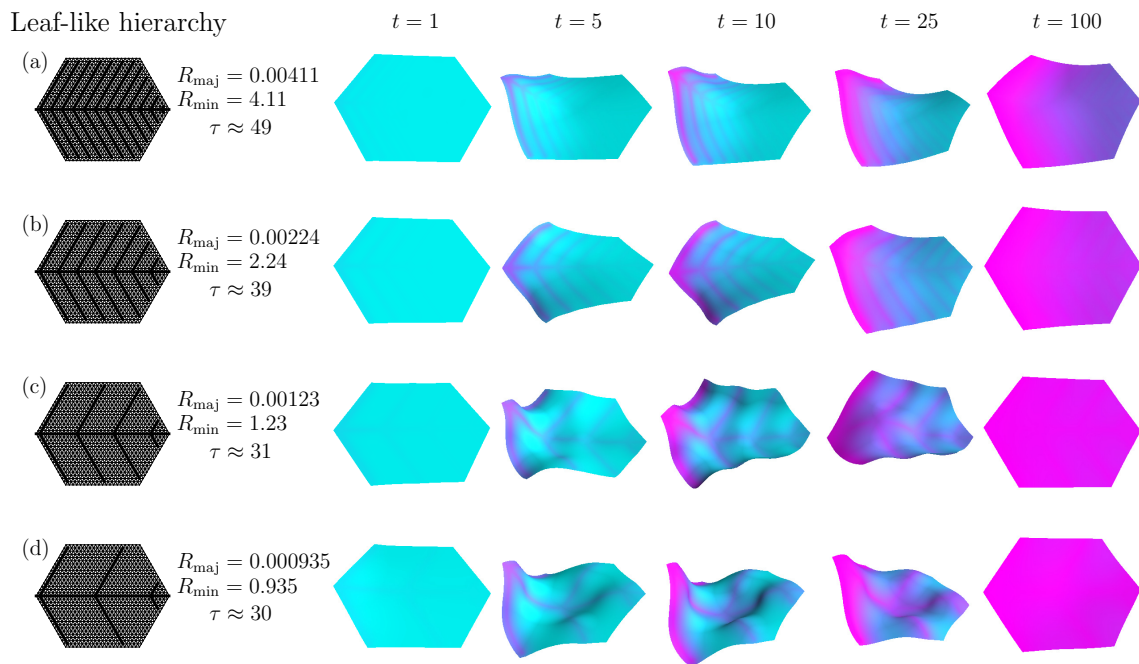 Leaf-like hierarchy
t = 1
t = 5
t = 10
t = 25
t = 100
(a)
R_maj = 0.00411
R_min = 4.11
τ ≈ 49
(b)
R_maj = 0.00224
R_min = 2.24
τ ≈ 39
(c)
R_maj = 0.00123
R_min = 1.23
τ ≈ 31
(d)
R_maj = 0.000935
R_min = 0.935
τ ≈ 30